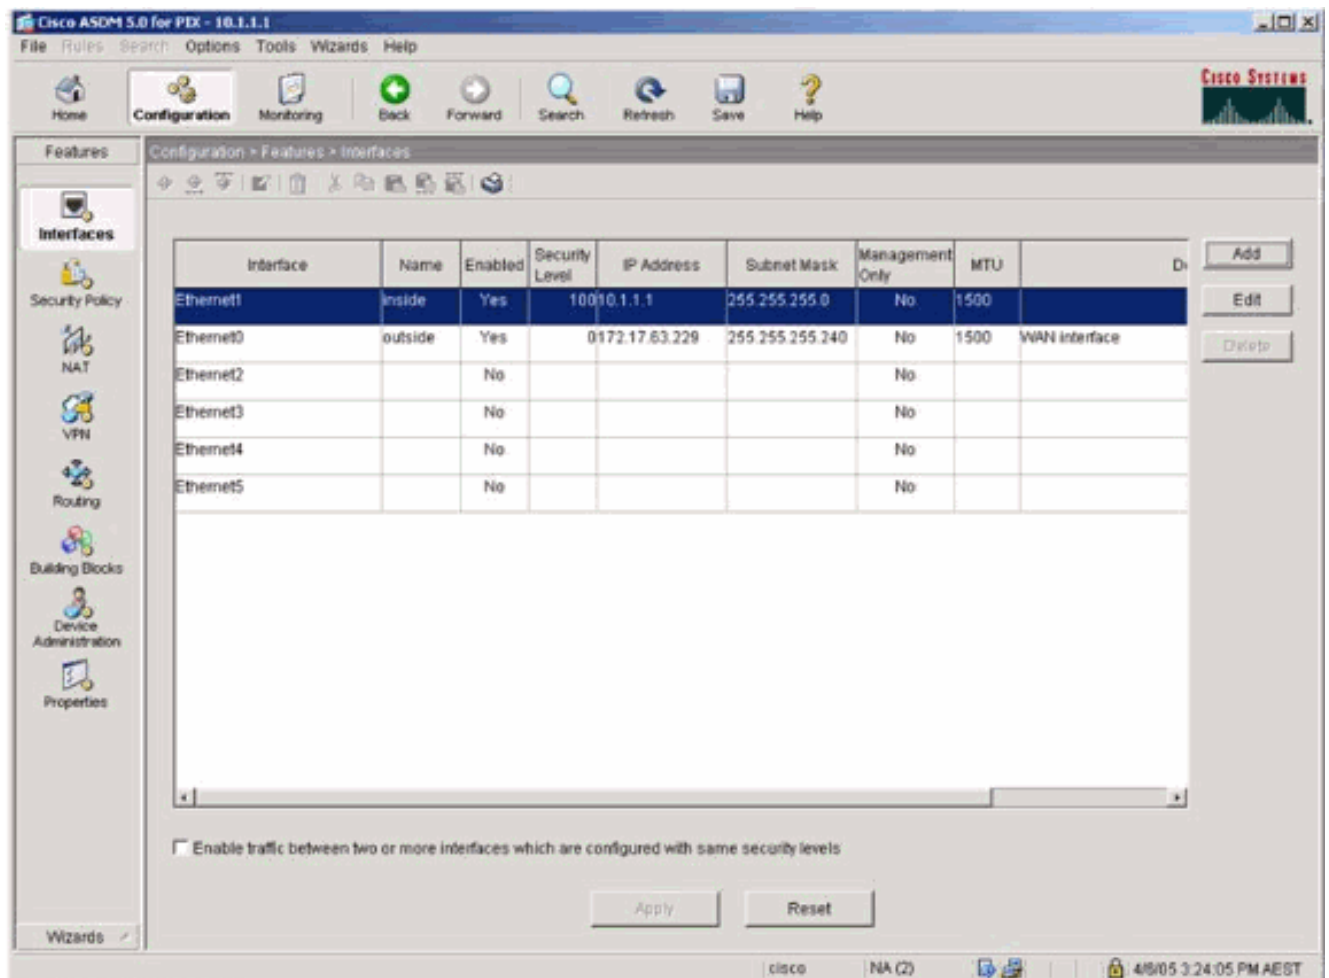 Cisco ASDM 5.0 for PIX - 10.1.1.1
File Rules Search Options Tools Wizards Help
Home Configuration Monitoring Back Forward Search Refresh Save Help
CISCO SYSTEMS
Features
Configuration > Features > Interfaces
Interfaces
Security Policy
NAT
VPN
Routing
Building Blocks
Device Administration
Properties
Wizards
Interface Name Enabled Security Level IP Address Subnet Mask Management Only MTU
Ethernet1 inside Yes 100 10.1.1.1 255.255.255.0 No 1500
Ethernet0 outside Yes 0 172.17.63.229 255.255.255.240 No 1500 WAN interface
Ethernet2 No No
Ethernet3 No No
Ethernet4 No No
Ethernet5 No No
Add
Edit
Delete
Enable traffic between two or more interfaces which are configured with same security levels
Apply Reset
cisco NA (2) 4/6/05 3:24:05 PM AEST